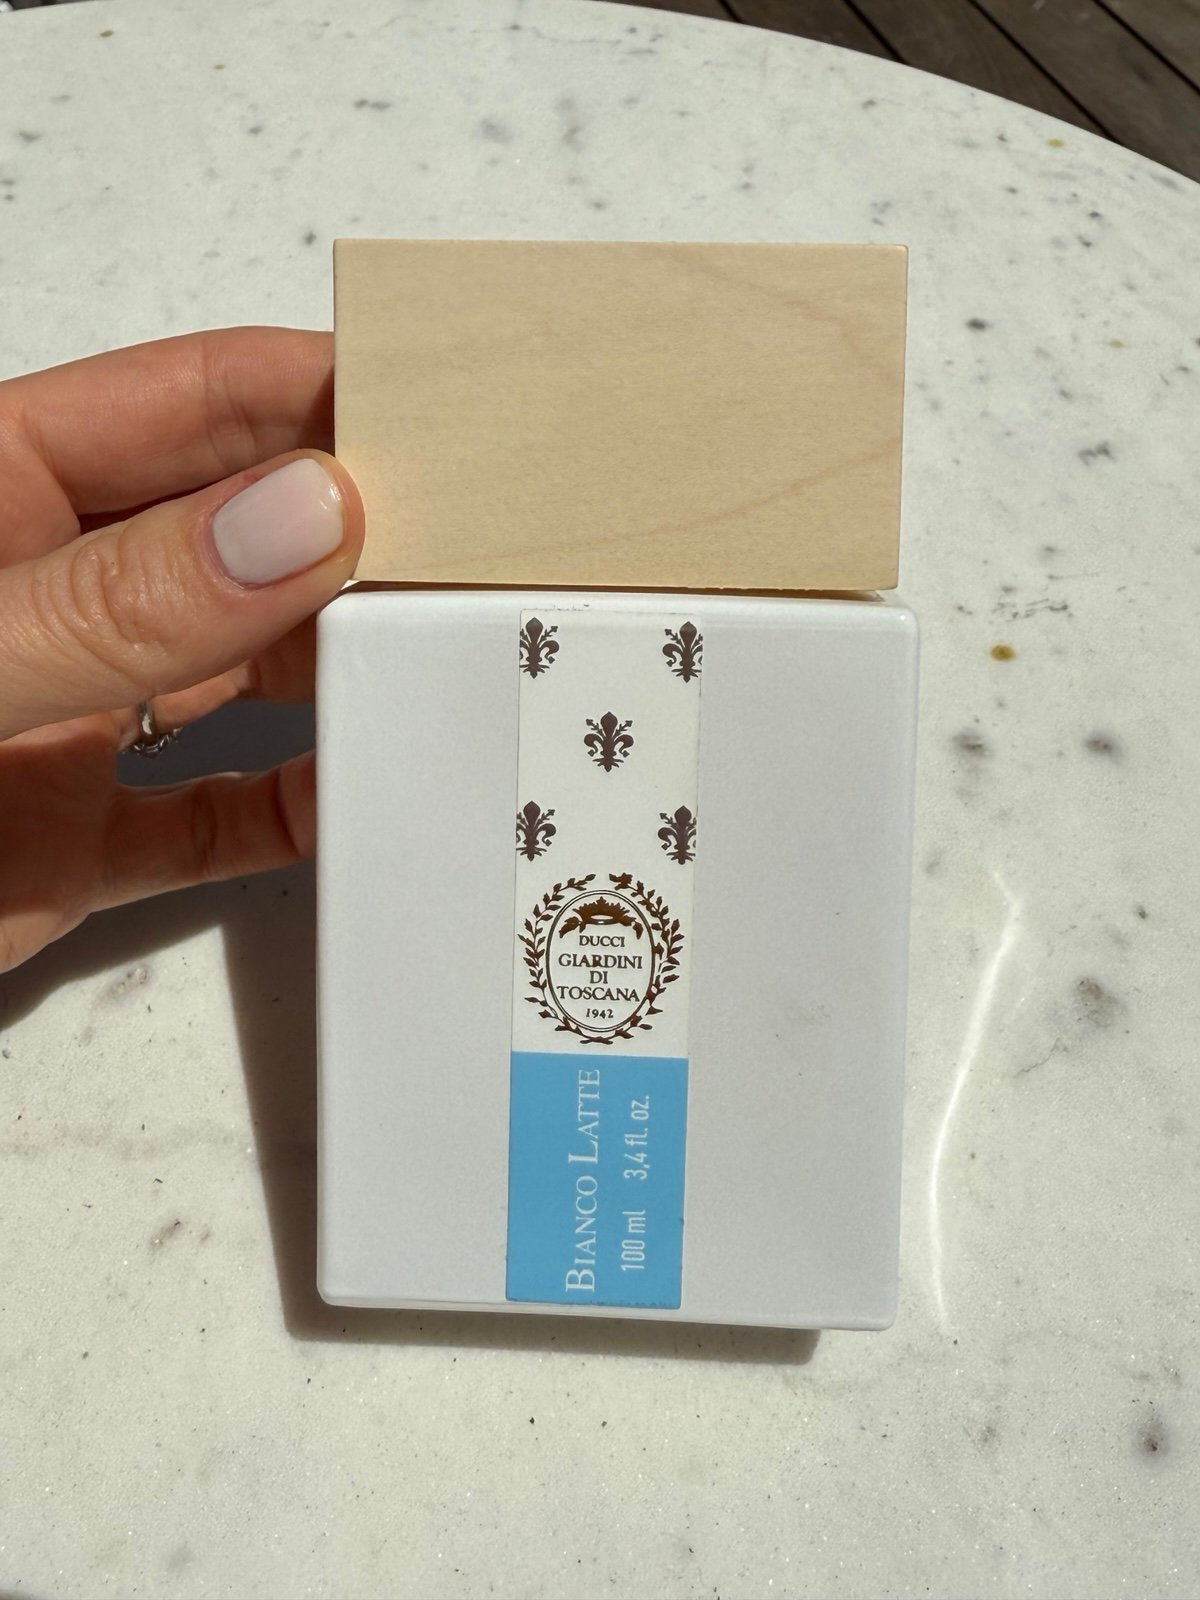 DUCCI
GIARDINI
DI
TOSCANA
1942
BIANCO LATTE
100 ml 3,4 fl. oz.